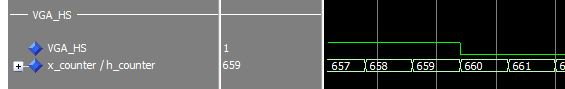 VGA_HS
VGA_HS 1
x_counter / h_counter 659 657 658 659 660 661